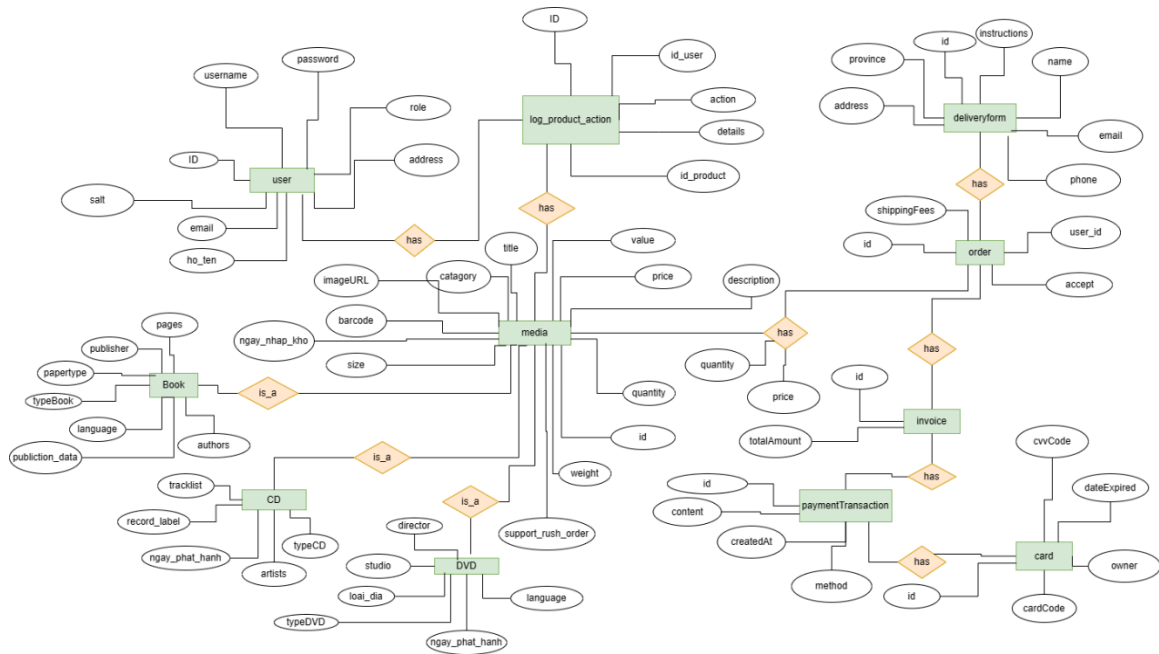 ID
instructions
id
password
id_user
province
name
username
role
action
address
log_product_action
deliveryform
details
email
ID
address
user
id_product
phone
has
salt
has
shippingFees
email
user_id
has
value
title
id
order
ho_ten
catagory
price
description
imageURL
accept
pages
barcode
media
has
ngay_nhap_kho
publisher
size
quantity
has
papertype
id
Book
is_a
quantity
price
typeBook
invoice
language
id
totalAmount
authors
cvvCode
publiction_data
is_a
weight
has
tracklist
id
dateExpired
CD
is_a
paymentTransaction
content
record_label
director
support_rush_order
typeCD
createdAt
ngay_phat_hanh
studio
DVD
has
card
owner
artists
method
loai_dia
language
id
cardCode
typeDVD
ngay_phat_hanh